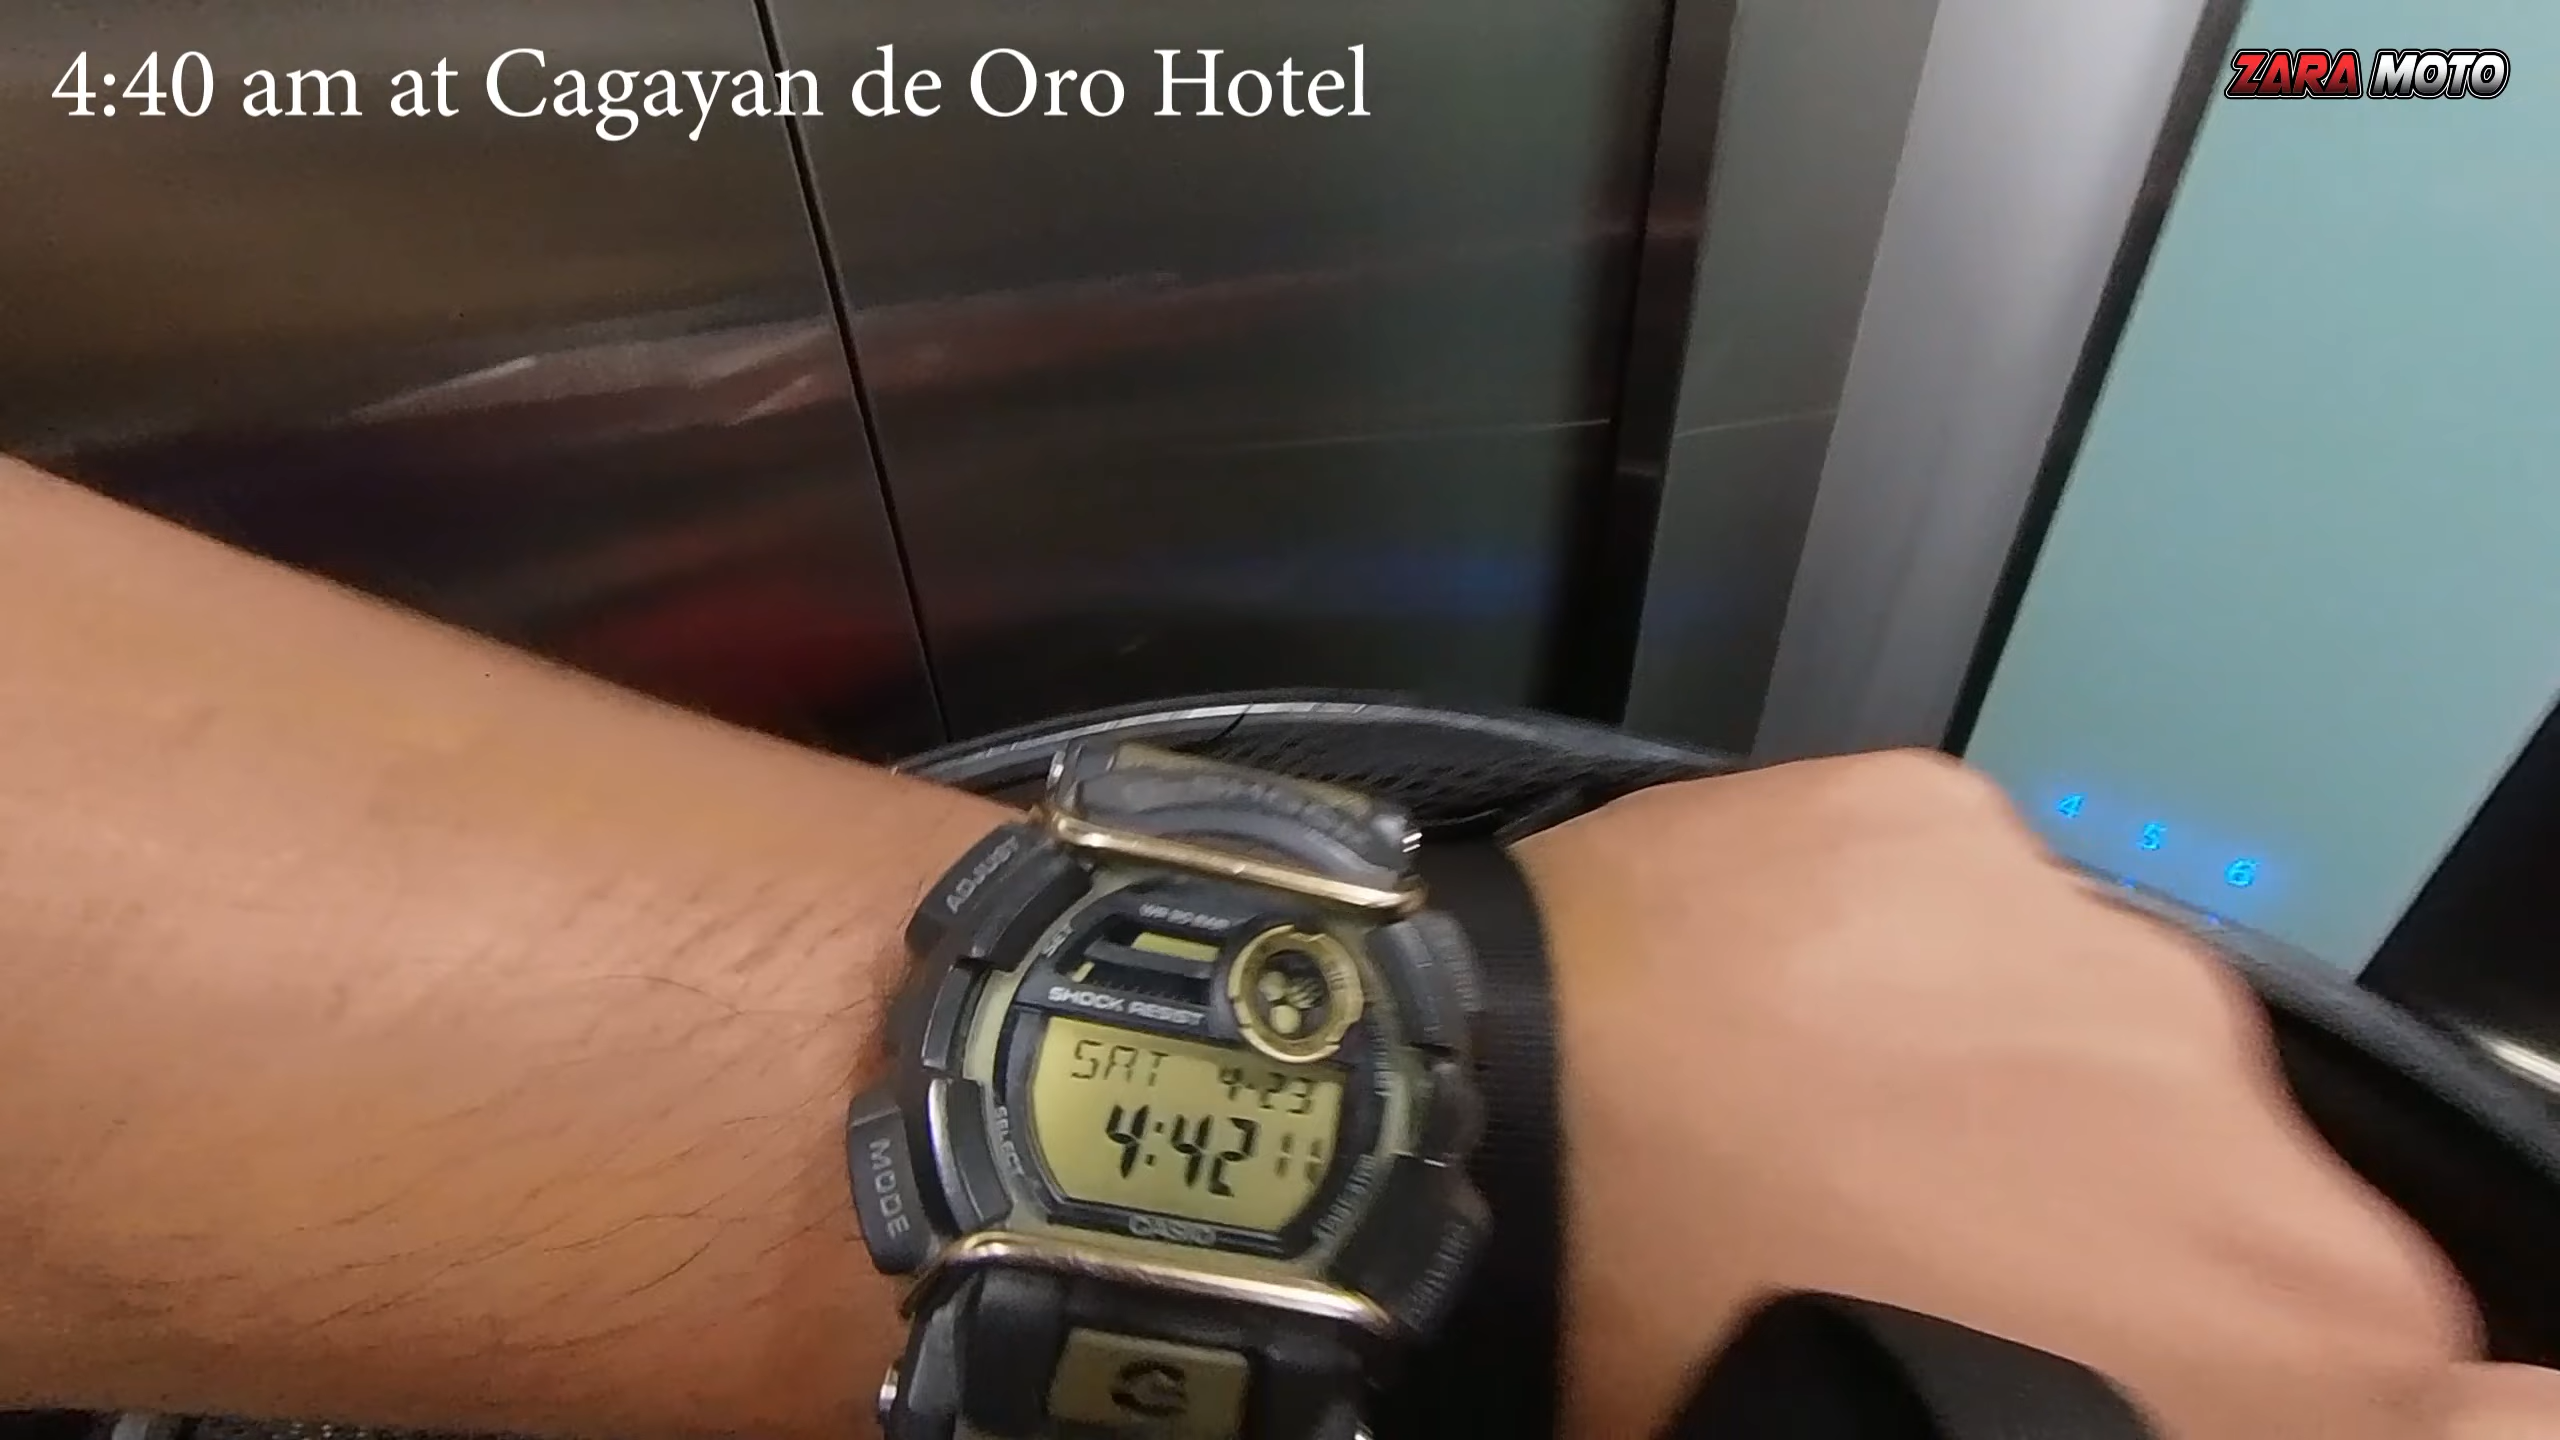 4:40 am at Cagayan de Oro Hotel
ZARA MOTO
4
5
6
ADJUST
SHOCK RESIST
SAT 4-23
4:42
SELECT
MODE
CASIO
G